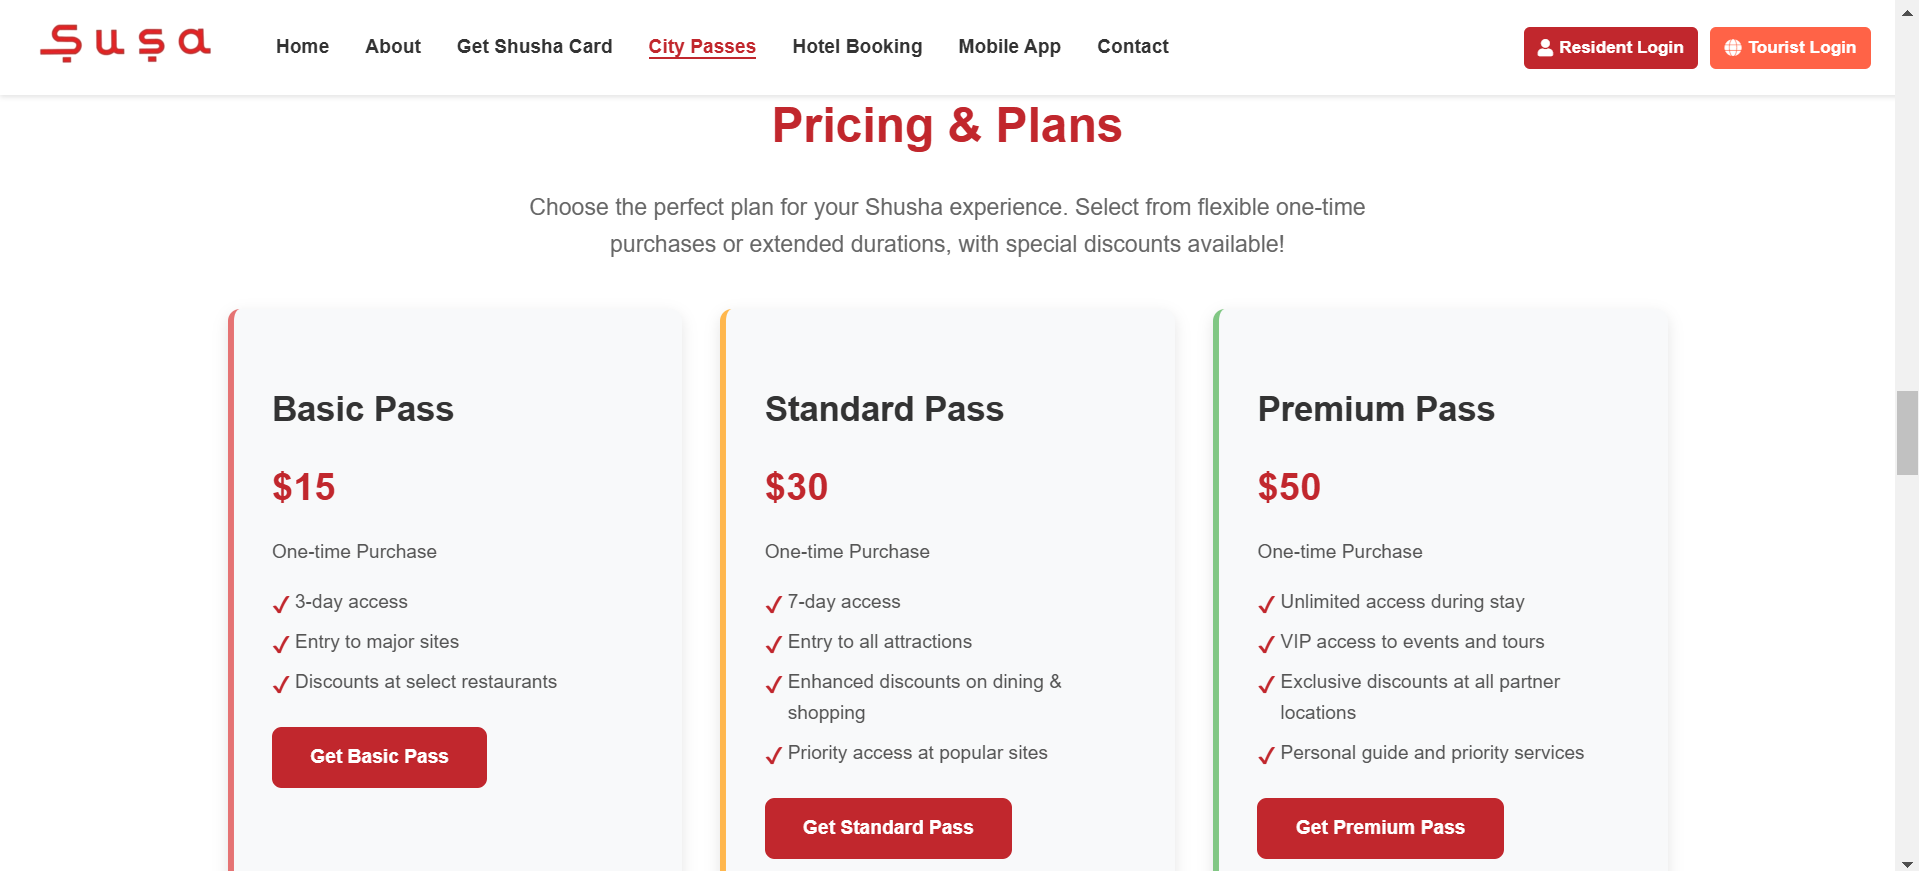 Şuşa
Home About Get Shusha Card City Passes Hotel Booking Mobile App Contact
Resident Login Tourist Login
Pricing & Plans
Choose the perfect plan for your Shusha experience. Select from flexible one-time
purchases or extended durations, with special discounts available!
Basic Pass
$15
One-time Purchase
3-day access
Entry to major sites
Discounts at select restaurants
Get Basic Pass
Standard Pass
$30
One-time Purchase
7-day access
Entry to all attractions
Enhanced discounts on dining &
shopping
Priority access at popular sites
Get Standard Pass
Premium Pass
$50
One-time Purchase
Unlimited access during stay
VIP access to events and tours
Exclusive discounts at all partner
locations
Personal guide and priority services
Get Premium Pass